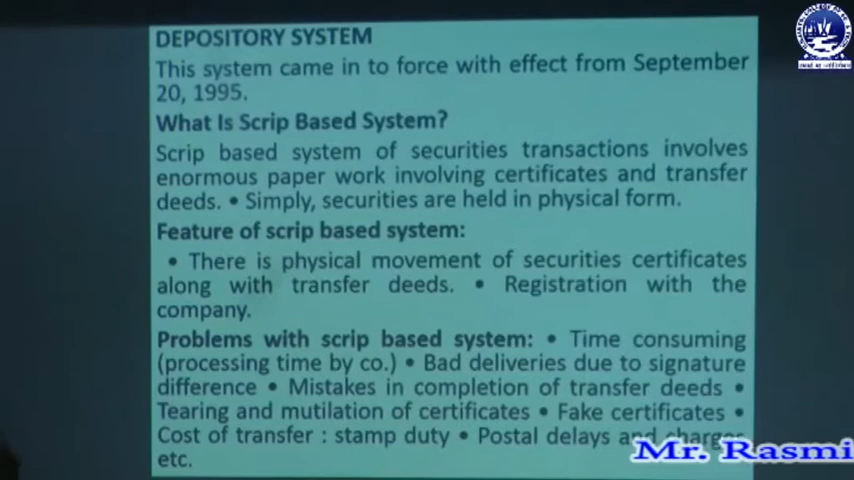 DEPOSITORY SYSTEM
This system came in to force with effect from September
20, 1995.
What Is Scrip Based System?
Scrip based system of securities transactions involves
enormous paper work involving certificates and transfer
deeds. • Simply, securities are held in physical form.
Feature of scrip based system:
• There is physical movement of securities certificates
along with transfer deeds. • Registration with the
company.
Problems with scrip based system: • Time consuming
(processing time by co.) • Bad deliveries due to signature
difference • Mistakes in completion of transfer deeds •
Tearing and mutilation of certificates • Fake certificates •
Cost of transfer : stamp duty • Postal delays and charges
etc.
Mr. Rasmi